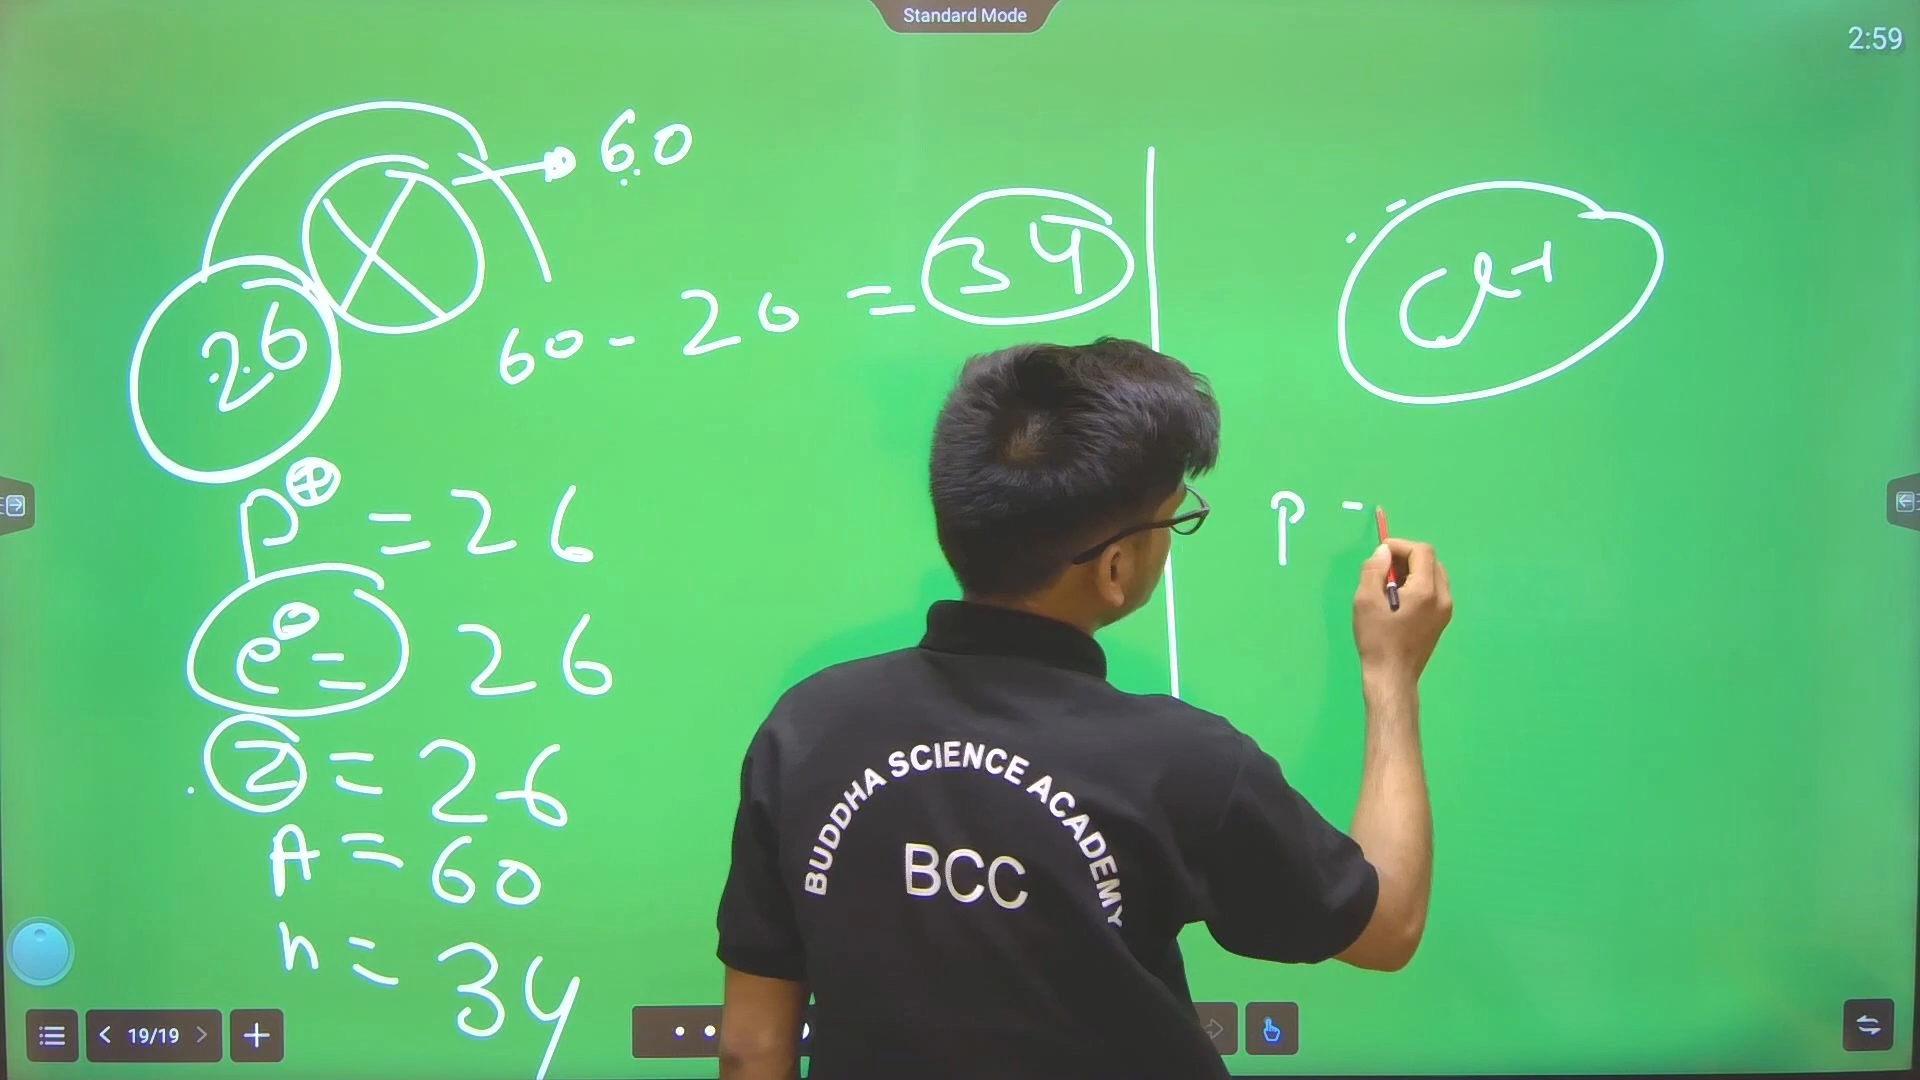 Standard Mode
2:59
X 60
26
60 - 26 = 34
p⊕ = 26
e⊖ = 26
Z = 26
A = 60
n = 34
Cl-1
p -
BUDDHA SCIENCE ACADEMY
BCC
19/19